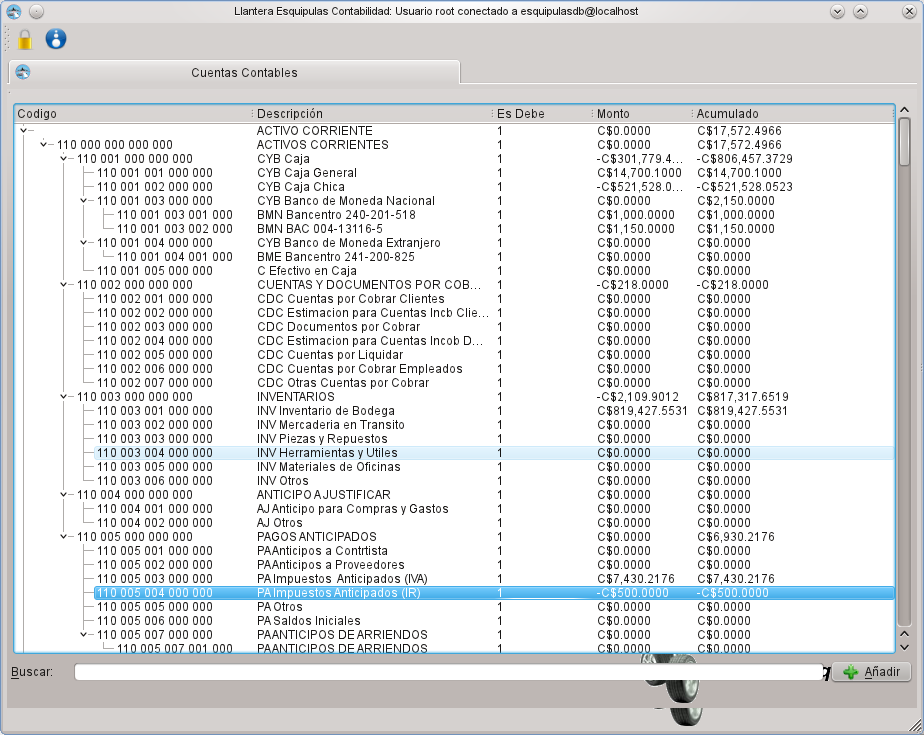 Llantera Esquipulas Contabilidad: Usuario root conectado a esquipulasdb@localhost
Cuentas Contables
Codigo Descripción Es Debe Monto Acumulado
ACTIVO CORRIENTE 1 C$0.0000 C$17,572.4966
110 000 000 000 000 ACTIVOS CORRIENTES 1 C$0.0000 C$17,572.4966
110 001 000 000 000 CYB Caja 1 -C$301,779.4... -C$806,457.3729
110 001 001 000 000 CYB Caja General 1 C$14,700.1000 C$14,700.1000
110 001 002 000 000 CYB Caja Chica 1 -C$521,528.0... -C$521,528.0523
110 001 003 000 000 CYB Banco de Moneda Nacional 1 C$0.0000 C$2,150.0000
110 001 003 001 000 BMN Bancentro 240-201-518 1 C$1,000.0000 C$1,000.0000
110 001 003 002 000 BMN BAC 004-13116-5 1 C$1,150.0000 C$1,150.0000
110 001 004 000 000 CYB Banco de Moneda Extranjero 1 C$0.0000 C$0.0000
110 001 004 001 000 BME Bancentro 241-200-825 1 C$0.0000 C$0.0000
110 001 005 000 000 C Efectivo en Caja 1 C$0.0000 C$0.0000
110 002 000 000 000 CUENTAS Y DOCUMENTOS POR COB... 1 -C$218.0000 -C$218.0000
110 002 001 000 000 CDC Cuentas por Cobrar Clientes 1 C$0.0000 C$0.0000
110 002 002 000 000 CDC Estimacion para Cuentas Incb Clie... 1 C$0.0000 C$0.0000
110 002 003 000 000 CDC Documentos por Cobrar 1 C$0.0000 C$0.0000
110 002 004 000 000 CDC Estimacion para Cuentas Incob D... 1 C$0.0000 C$0.0000
110 002 005 000 000 CDC Cuentas por Liquidar 1 C$0.0000 C$0.0000
110 002 006 000 000 CDC Cuentas por Cobrar Empleados 1 C$0.0000 C$0.0000
110 002 007 000 000 CDC Otras Cuentas por Cobrar 1 C$0.0000 C$0.0000
110 003 000 000 000 INVENTARIOS 1 -C$2,109.9012 C$817,317.6519
110 003 001 000 000 INV Inventario de Bodega 1 C$819,427.5531 C$819,427.5531
110 003 002 000 000 INV Mercaderia en Transito 1 C$0.0000 C$0.0000
110 003 003 000 000 INV Piezas y Repuestos 1 C$0.0000 C$0.0000
110 003 004 000 000 INV Herramientas y Utiles 1 C$0.0000 C$0.0000
110 003 005 000 000 INV Materiales de Oficinas 1 C$0.0000 C$0.0000
110 003 006 000 000 INV Otros 1 C$0.0000 C$0.0000
110 004 000 000 000 ANTICIPO A JUSTIFICAR 1 C$0.0000 C$0.0000
110 004 001 000 000 AJ Anticipo para Compras y Gastos 1 C$0.0000 C$0.0000
110 004 002 000 000 AJ Otros 1 C$0.0000 C$0.0000
110 005 000 000 000 PAGOS ANTICIPADOS 1 C$0.0000 C$6,930.2176
110 005 001 000 000 PA Anticipos a Contrtista 1 C$0.0000 C$0.0000
110 005 002 000 000 PA Anticipos a Proveedores 1 C$0.0000 C$0.0000
110 005 003 000 000 PA Impuestos Anticipados (IVA) 1 C$7,430.2176 C$7,430.2176
110 005 004 000 000 PA Impuestos Anticipados (IR) 1 -C$500.0000 -C$500.0000
110 005 005 000 000 PA Otros 1 C$0.0000 C$0.0000
110 005 006 000 000 PA Saldos Iniciales 1 C$0.0000 C$0.0000
110 005 007 000 000 PA ANTICIPOS DE ARRIENDOS 1 C$0.0000 C$0.0000
110 005 007 001 000 PA ANTICIPOS DE ARRIENDOS 1 C$0.0000 C$0.0000
Buscar: Añadir